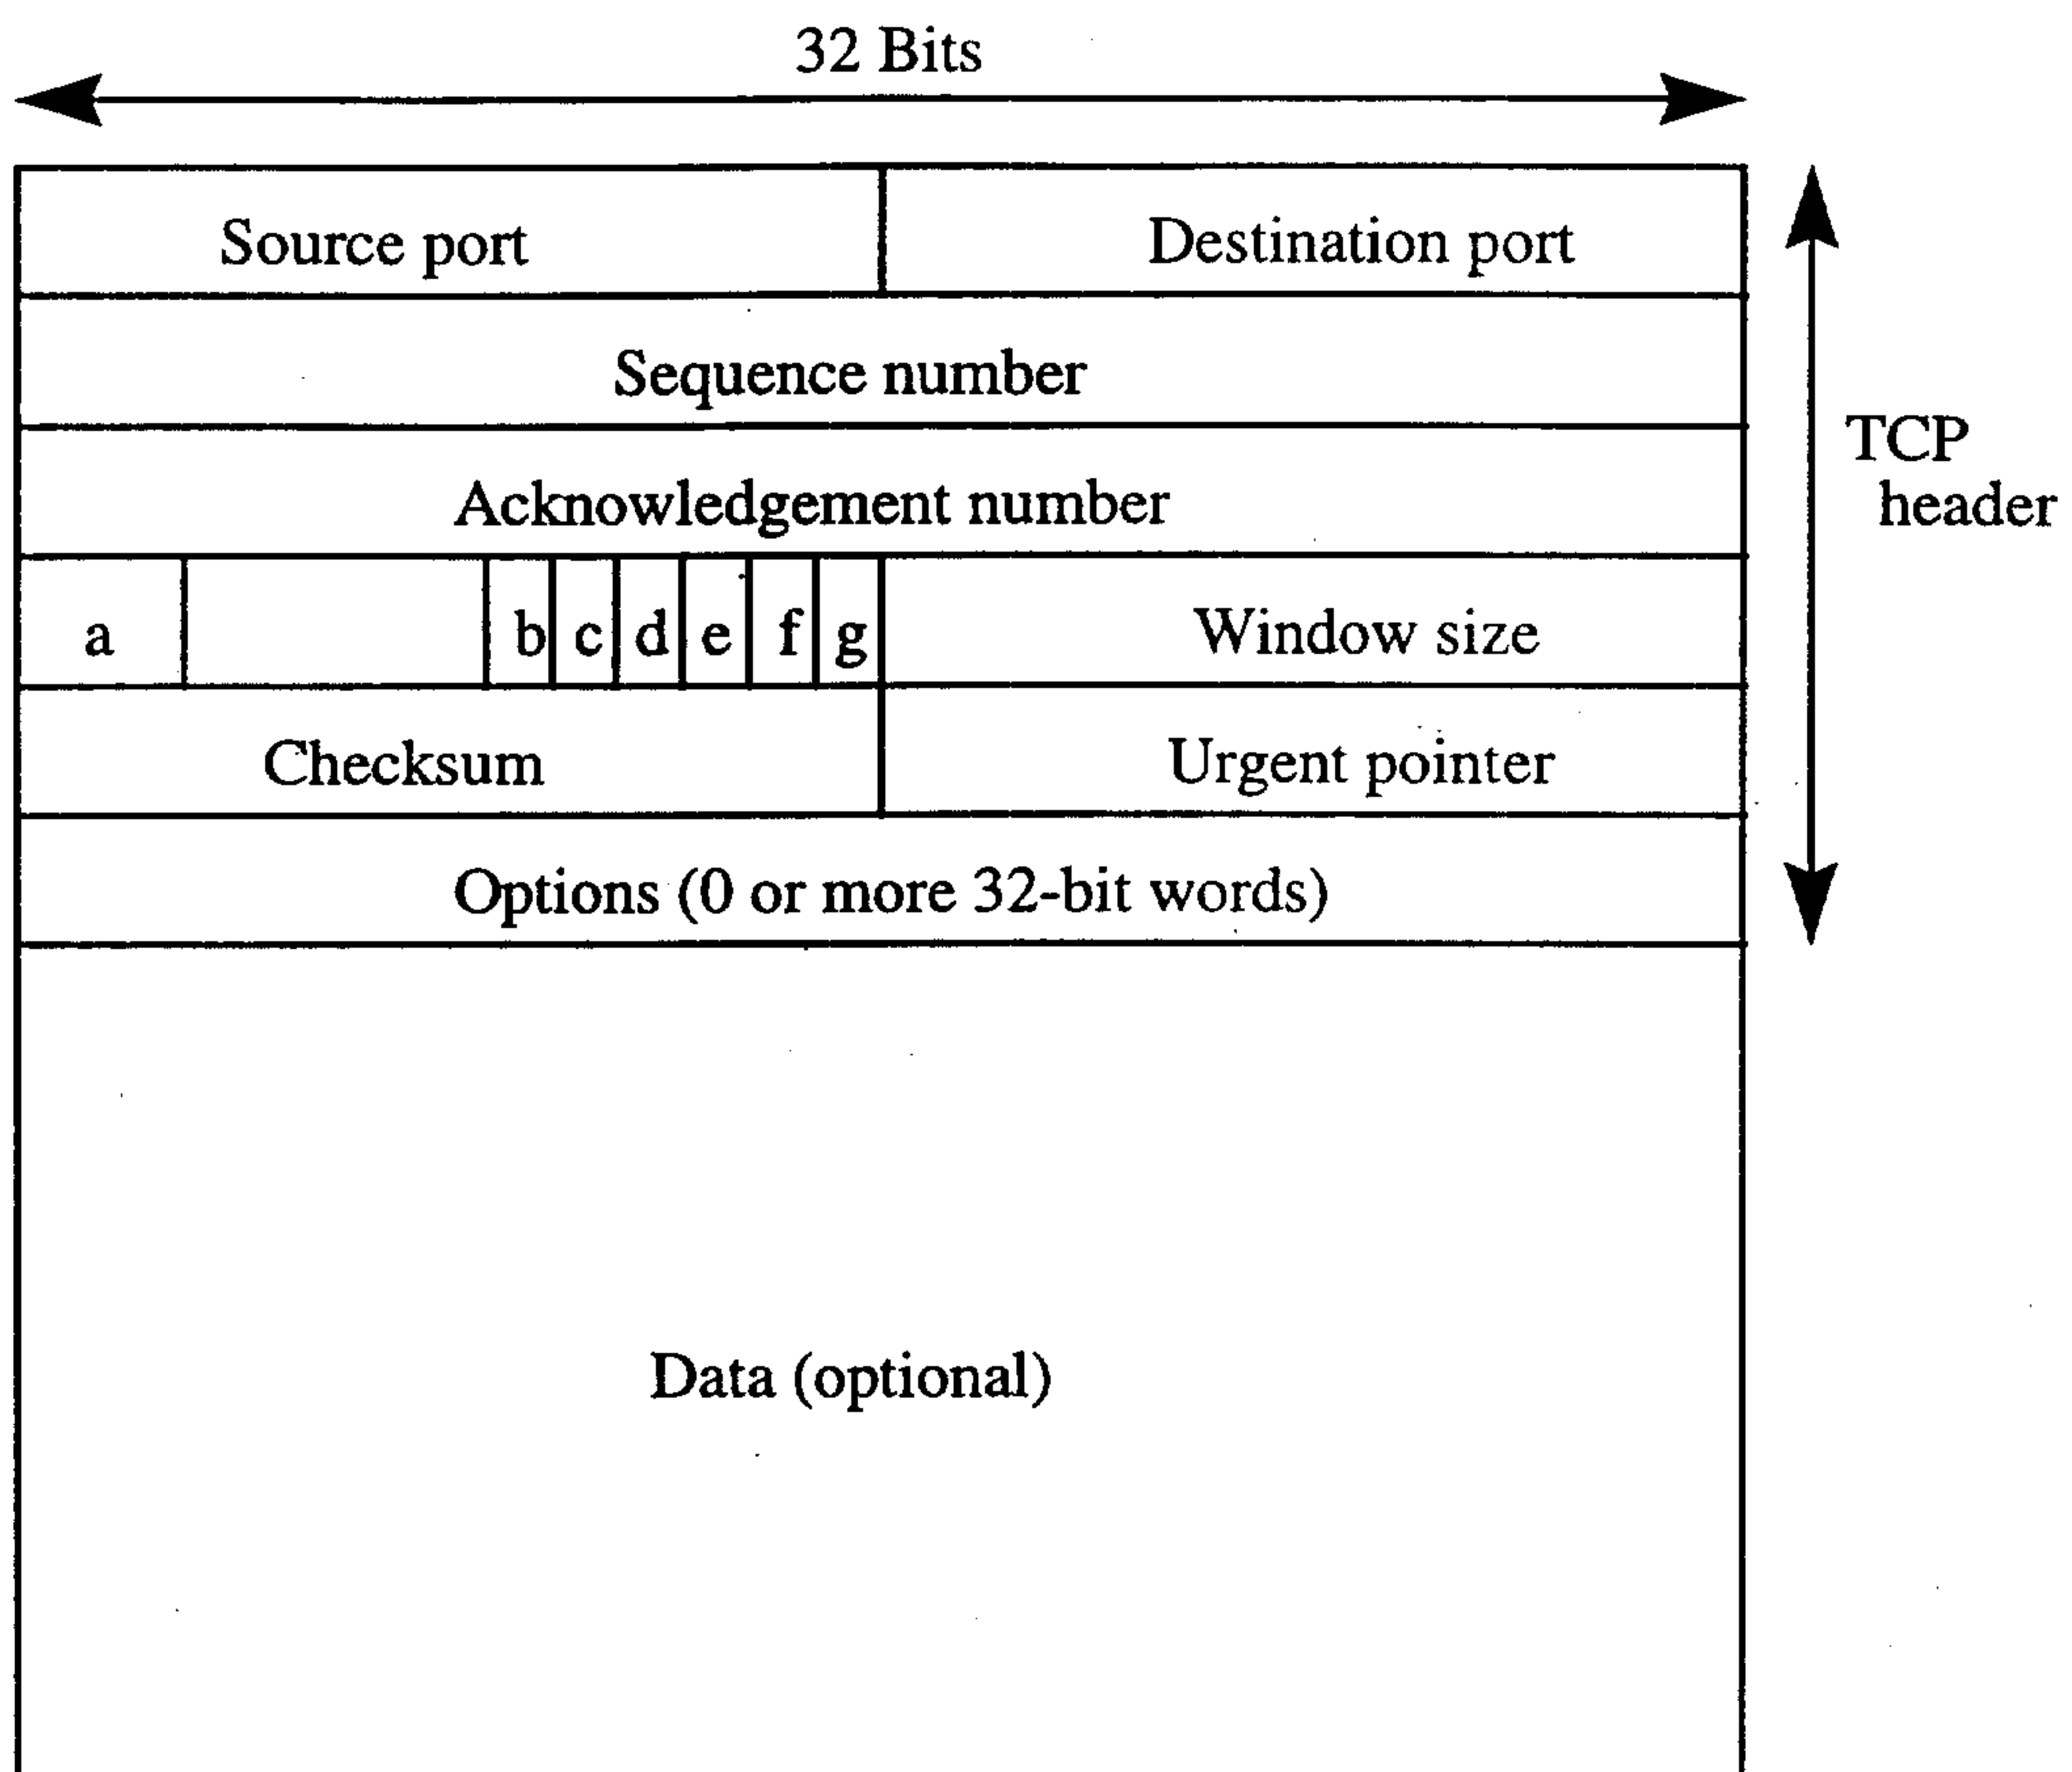 32 Bits
Source port
Destination port
Sequence number
TCP
header
Acknowledgement number
a
b
c
d
e
f
g
Window size
Checksum
Urgent pointer
Options (0 or more 32-bit words)
Data (optional)